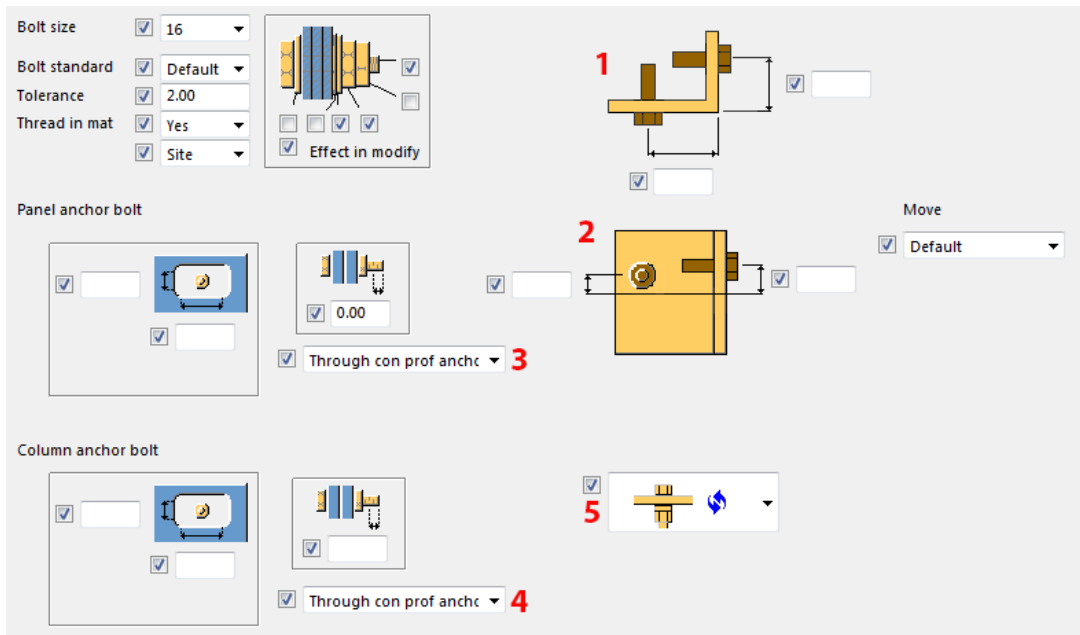 Bolt size 16
Bolt standard Default
Tolerance 2.00
Thread in mat Yes
Site
Effect in modify
1
Panel anchor bolt
2
Move
Default
0.00
Through con prof anchc 3
Column anchor bolt
5
Through con prof anchc 4